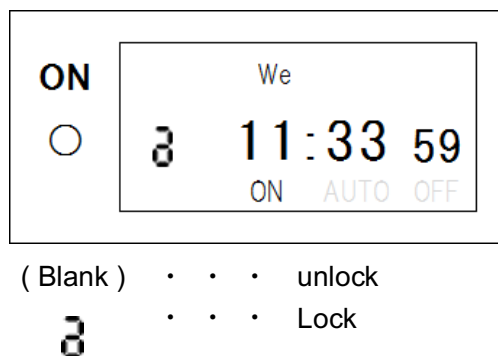 We
ON
a 11:33 59
ON AUTO OFF
( Blank ) ・ ・ ・ unlock
a ・ ・ ・ Lock